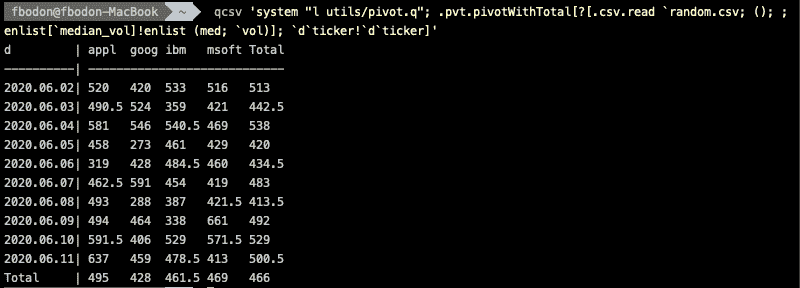 fbodon@fbodon-MacBook ~ qcsv 'system "l utils/pivot.q"; .pvt.pivotWithTotal[?[.csv.read `random.csv; (); ;
enlist[`median_vol]!enlist (med; `vol)]; `d`ticker!`d`ticker]'
d         | appl  goog ibm   msoft Total
----------| ----------------------------
2020.06.02| 520   420  533   516   513
2020.06.03| 490.5 524  359   421   442.5
2020.06.04| 581   546  540.5 469   538
2020.06.05| 458   273  461   429   420
2020.06.06| 319   428  484.5 460   434.5
2020.06.07| 462.5 591  454   419   483
2020.06.08| 493   288  387   421.5 413.5
2020.06.09| 494   464  338   661   492
2020.06.10| 591.5 406  529   571.5 529
2020.06.11| 637   459  478.5 413   500.5
Total     | 495   428  461.5 469   466